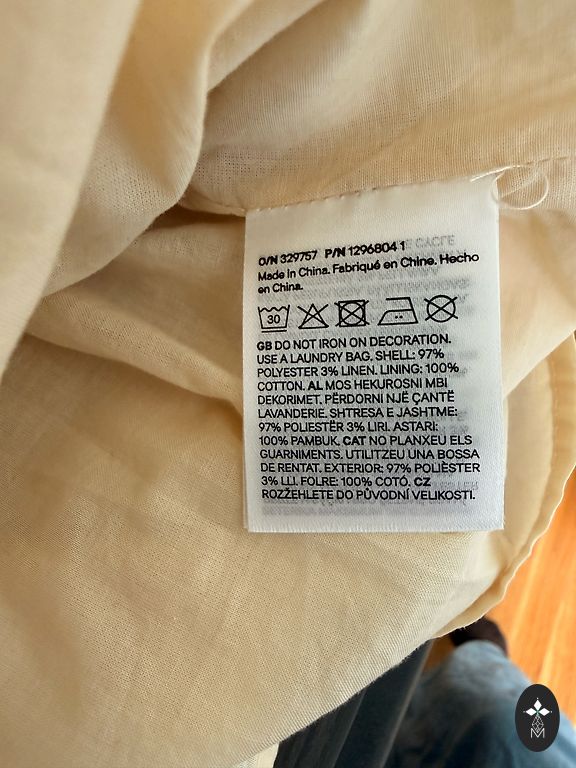 O/N 329757 P/N 1296804 1
Made in China. Fabriqué en Chine. Hecho
en China.
30
GB DO NOT IRON ON DECORATION.
USE A LAUNDRY BAG. SHELL: 97%
POLYESTER 3% LINEN. LINING: 100%
COTTON. AL MOS HEKUROSNI MBI
DEKORIMET. PËRDORNI NJË ÇANTË
LAVANDERIE. SHTRESA E JASHTME:
97% POLIESTËR 3% LIRI. ASTARI:
100% PAMBUK. CAT NO PLANXEU ELS
GUARNIMENTS. UTILITZEU UNA BOSSA
DE RENTAT. EXTERIOR: 97% POLIÈSTER
3% LLI. FOLRE: 100% COTÓ. CZ
ROZŽEHLETE DO PŮVODNÍ VELIKOSTI.
M